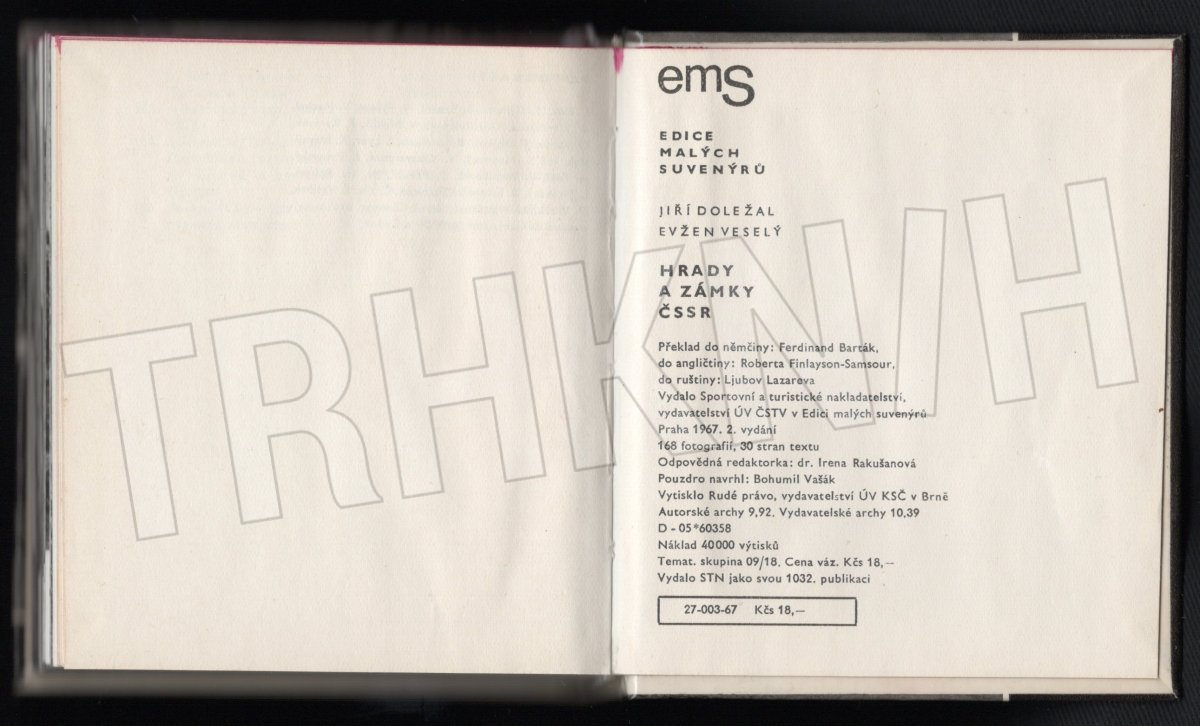 emS
EDICE
MALÝCH
SUVENÝRŮ
JIŘÍ DOLEŽAL
EVŽEN VESELÝ
HRADY
A ZÁMKY
ČSSR
Překlad do němčiny: Ferdinand Barták,
do angličtiny: Roberta Finlayson-Samsour,
do ruštiny: Ljubov Lazareva
Vydalo Sportovní a turistické nakladatelství,
vydavatelství ÚV ČSTV v Edici malých suvenýrů
Praha 1967. 2. vydání
168 fotografií, 30 stran textu
Odpovědná redaktorka: dr. Irena Rakušanová
Pouzdro navrhl: Bohumil Vašák
Vytisklo Rudé právo, vydavatelství ÚV KSČ v Brně
Autorské archy 9,92. Vydavatelské archy 10,39
D - 05*60358
Náklad 40000 výtisků
Temat. skupina 09/18. Cena váz. Kčs 18,—
Vydalo STN jako svou 1032. publikaci
27-003-67 Kčs 18,—
TRHKNIH